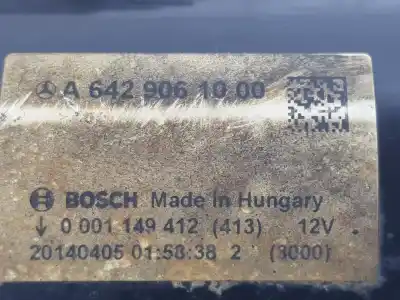 A 642 906 10 00
BOSCH Made In Hungary
↓ 0 001 149 412 (413) 12V
20140405 01:58:38 2 (3000)